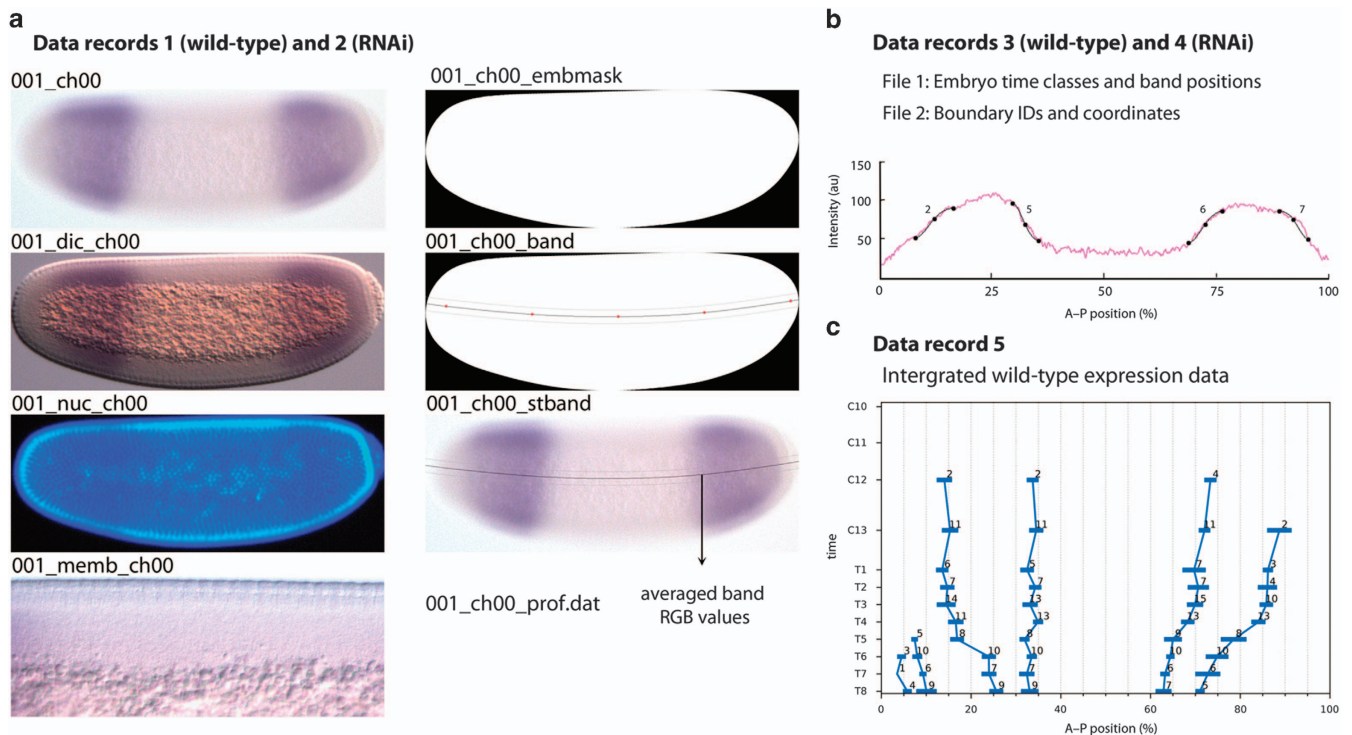 a
Data records 1 (wild-type) and 2 (RNAi)
001_ch00
001_dic_ch00
001_nuc_ch00
001_memb_ch00
001_ch00_embmask
001_ch00_band
001_ch00_stband
averaged band
RGB values
001_ch00_prof.dat
b
Data records 3 (wild-type) and 4 (RNAi)
File 1: Embryo time classes and band positions
File 2: Boundary IDs and coordinates
Intensity (au)
150
100
50
2
5
6
7
0 25 50 75 100
A–P position (%)
c
Data record 5
Intergrated wild-type expression data
time
C10
C11
C12 2 2 4
C13 11 11 11 2
T1 6 5 7 3
T2 7 7 7 4
T3 14 13 15 10
T4 11 13 13 13
T5 5 8 8 9 8
T6 3 10 10 10 10 10
T7 1 6 7 7 7 6
T8 4 9 9 9 7 5
0 20 40 60 80 100
A–P position (%)